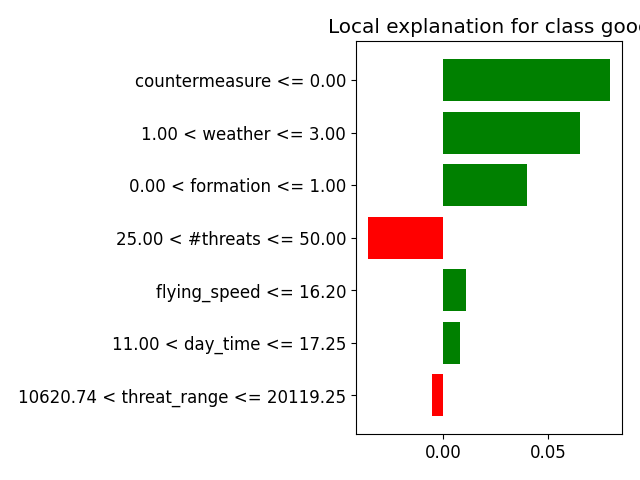 Local explanation for class good
countermeasure <= 0.00
1.00 < weather <= 3.00
0.00 < formation <= 1.00
25.00 < #threats <= 50.00
flying_speed <= 16.20
11.00 < day_time <= 17.25
10620.74 < threat_range <= 20119.25
0.00 0.05